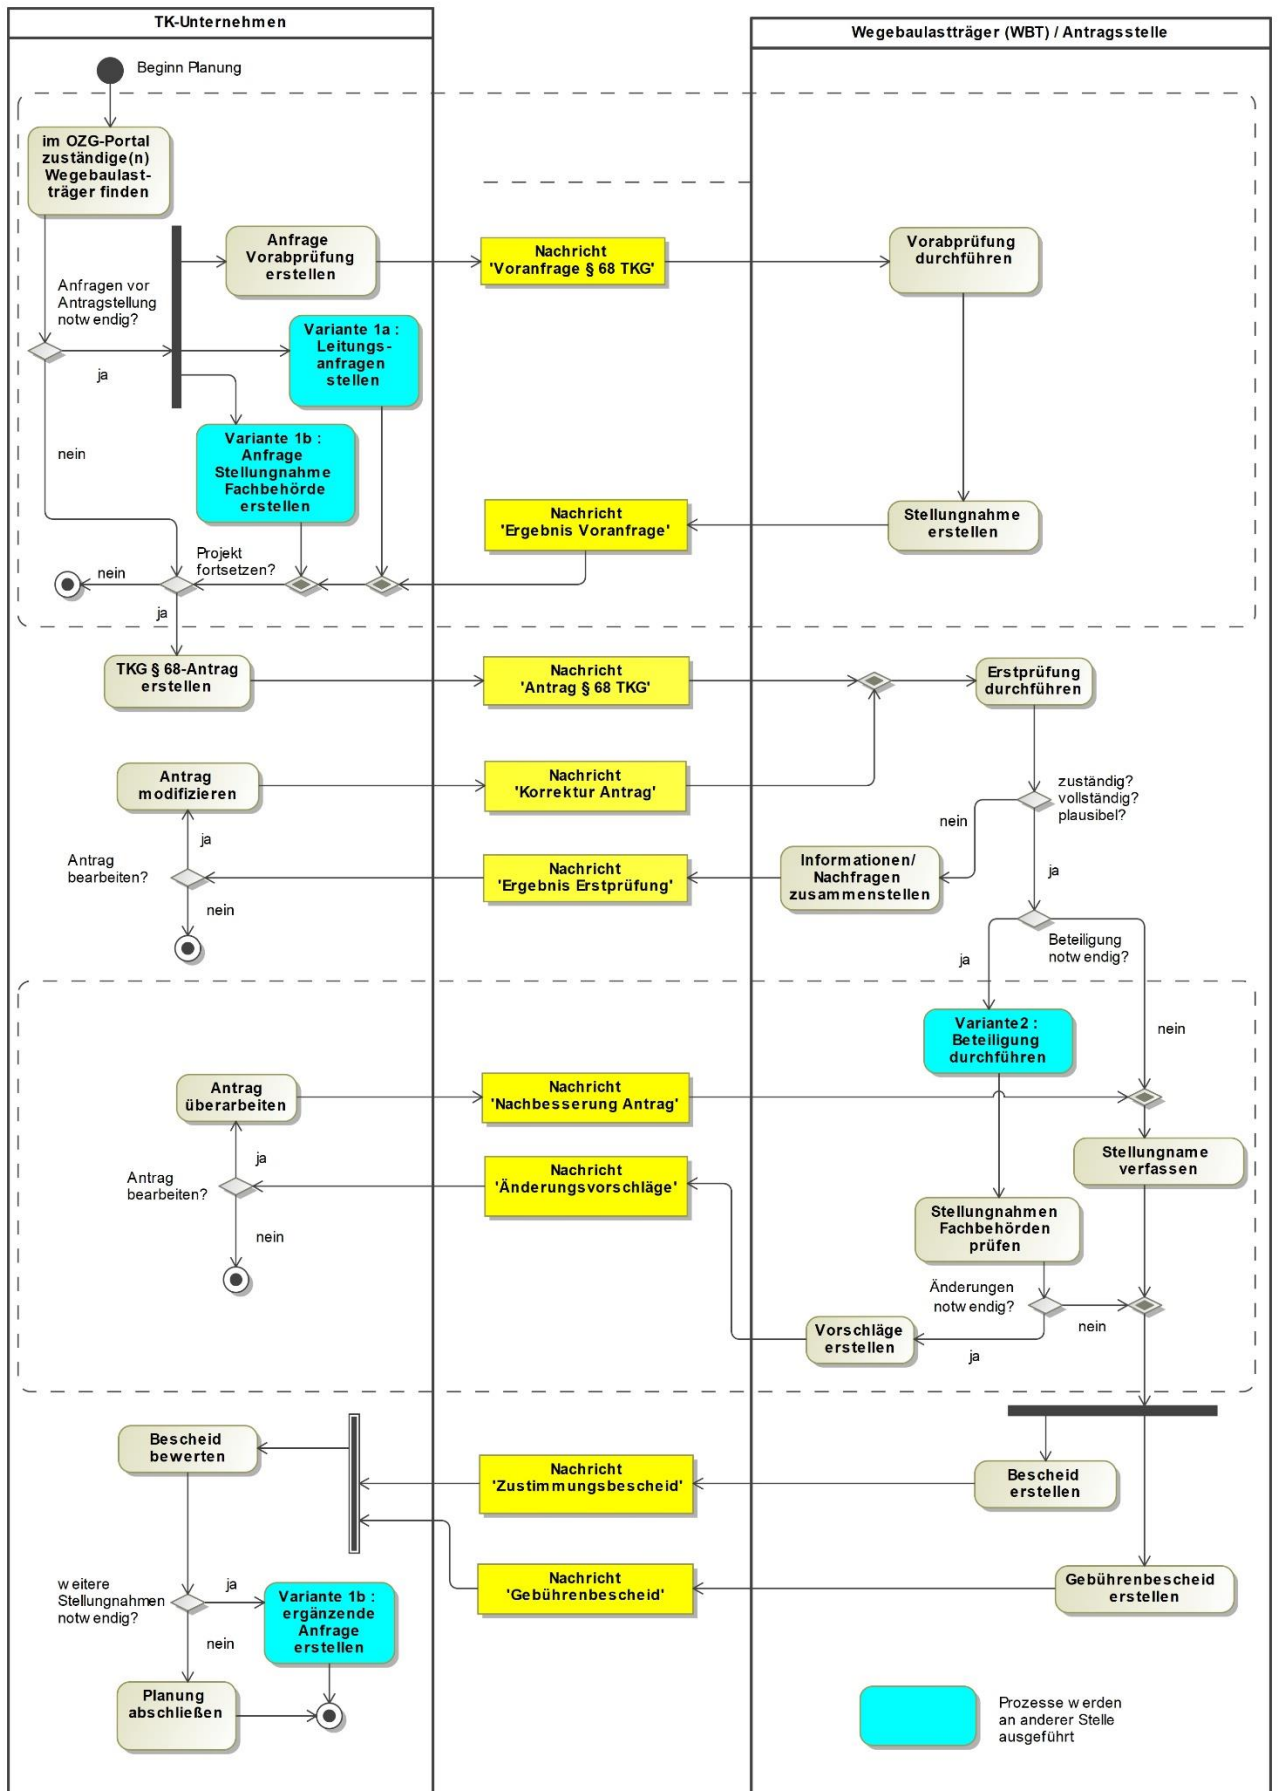 TK-Unternehmen
Wegebaulastträger (WBT) / Antragsstelle
Beginn Planung
im OZG-Portal
zuständige(n)
Wegebaulast-
träger finden
Anfrage
Vorabprüfung
erstellen
Nachricht
'Voranfrage § 68 TKG'
Vorabprüfung
durchführen
Anfragen vor
Antragstellung
notwendig?
ja
Variante 1a :
Leitungs-
anfragen
stellen
nein
Variante 1b :
Anfrage
Stellungnahme
Fachbehörde
erstellen
Nachricht
'Ergebnis Voranfrage'
Stellungnahme
erstellen
Projekt
fortsetzen?
nein
ja
TKG § 68-Antrag
erstellen
Nachricht
'Antrag § 68 TKG'
Erstprüfung
durchführen
Antrag
modifizieren
Nachricht
'Korrektur Antrag'
zuständig?
vollständig?
plausibel?
nein
ja
ja
Antrag
bearbeiten?
Nachricht
'Ergebnis Erstprüfung'
Informationen/
Nachfragen
zusammenstellen
nein
Beteiligung
notwendig?
ja
nein
Variante2 :
Beteiligung
durchführen
Antrag
überarbeiten
Nachricht
'Nachbesserung Antrag'
Stellungname
verfassen
ja
Antrag
bearbeiten?
Nachricht
'Änderungsvorschläge'
nein
Stellungnahmen
Fachbehörden
prüfen
Änderungen
notwendig?
nein
Vorschläge
erstellen
ja
Bescheid
bewerten
Nachricht
'Zustimmungsbescheid'
Bescheid
erstellen
weitere
Stellungnahmen
notwendig?
ja
nein
Variante 1b :
ergänzende
Anfrage
erstellen
Nachricht
'Gebührenbescheid'
Gebührenbescheid
erstellen
Planung
abschließen
Prozesse werden
an anderer Stelle
ausgeführt